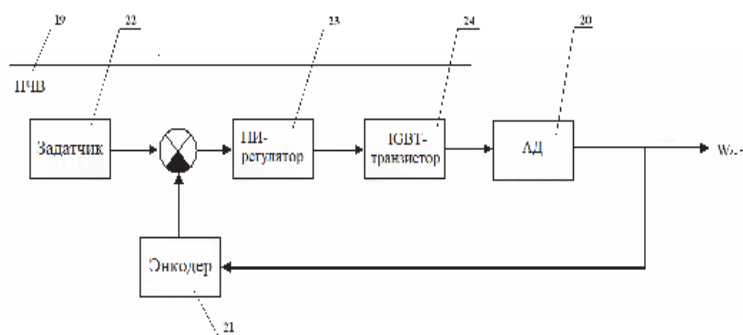 19
22
23
24
20
ПЧВ
Задатчик
ПИ-
регулятор
IGBT-
транзистор
АД
Энкодер
21